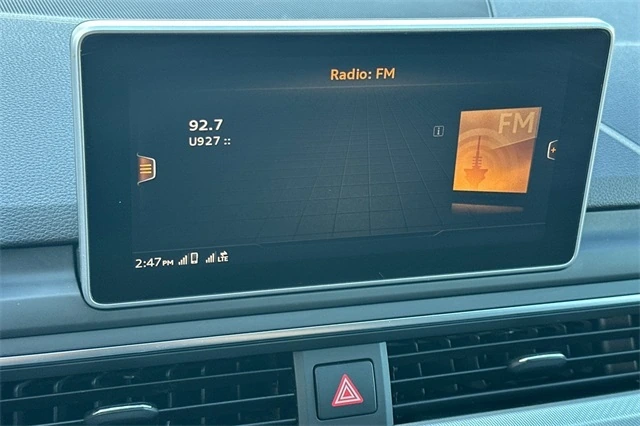 Radio: FM
92.7
U927 ::
FM
2:47PM LTE